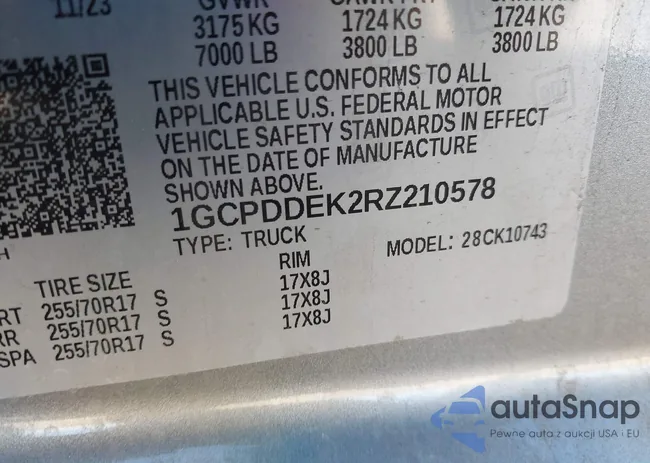 11/23 GVWR
3175 KG 1724 KG 1724 KG
7000 LB 3800 LB 3800 LB
THIS VEHICLE CONFORMS TO ALL
APPLICABLE U.S. FEDERAL MOTOR
VEHICLE SAFETY STANDARDS IN EFFECT
ON THE DATE OF MANUFACTURE
SHOWN ABOVE.
1GCPDDEK2RZ210578
TYPE: TRUCK MODEL: 28CK10743
TIRE SIZE RIM
RT 255/70R17 S 17X8J
RR 255/70R17 S 17X8J
SPA 255/70R17 S 17X8J
autoSnap
Pewne auta z aukcji USA i EU